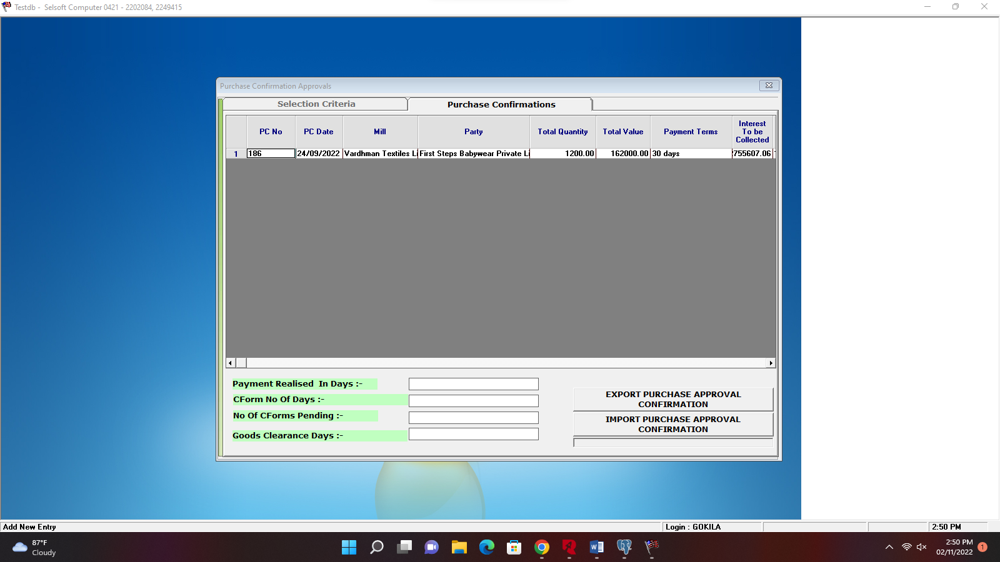 Testdb - Selsoft Computer 0421 - 2202084, 2249415
Purchase Confirmation Approvals
Selection Criteria
Purchase Confirmations
PC No
PC Date
Mill
Party
Total Quantity
Total Value
Payment Terms
Interest
To be
Collected
1
186
24/09/2022
Vardhman Textiles Li
First Steps Babywear Private Li
1200.00
162000.00
30 days
755607.06
Payment Realised In Days :-
CForm No Of Days :-
No Of CForms Pending :-
Goods Clearance Days :-
EXPORT PURCHASE APPROVAL
CONFIRMATION
IMPORT PURCHASE APPROVAL
CONFIRMATION
Add New Entry
Login : GOKILA
2:50 PM
87°F
Cloudy
2:50 PM
02/11/2022
1